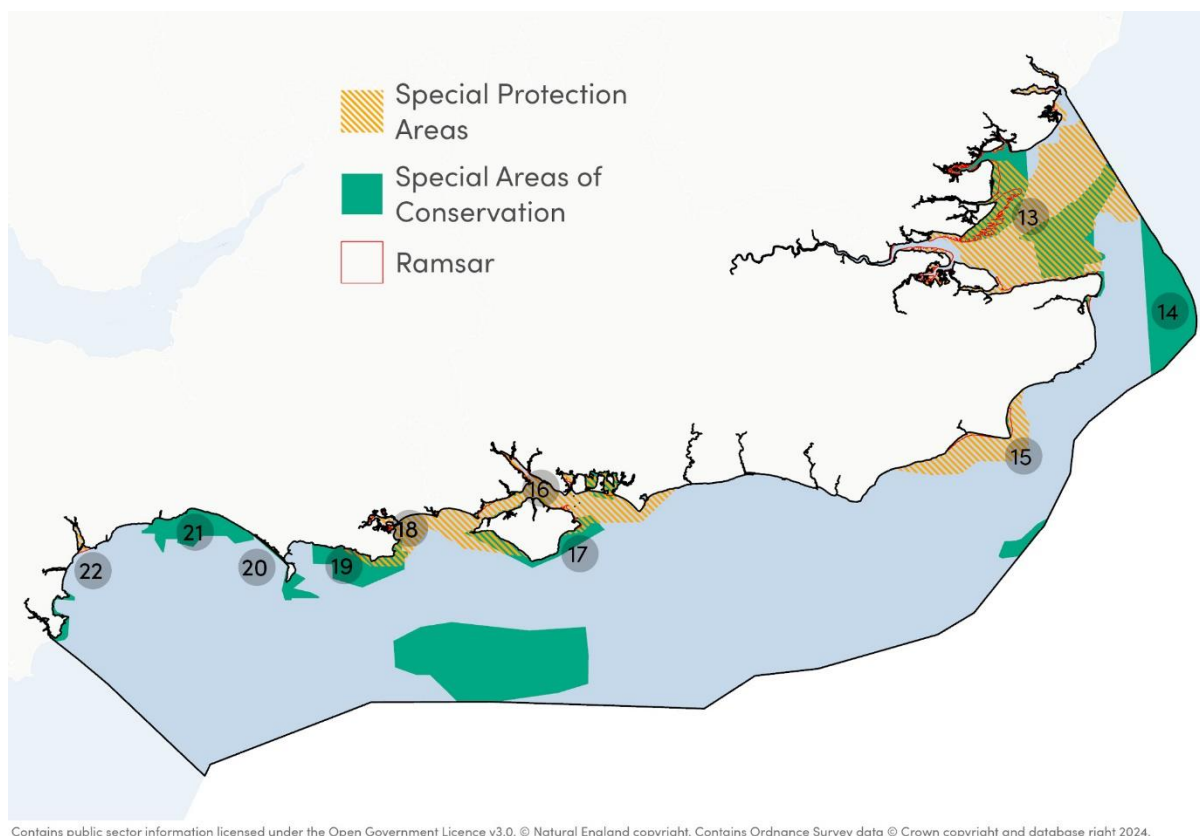 Special Protection
Areas
Special Areas of
Conservation
Ramsar
13
14
15
16
17
18
19
20
21
22
Contains public sector information licensed under the Open Government Licence v3.0. © Natural England copyright. Contains Ordnance Survey data © Crown copyright and database right 2024.